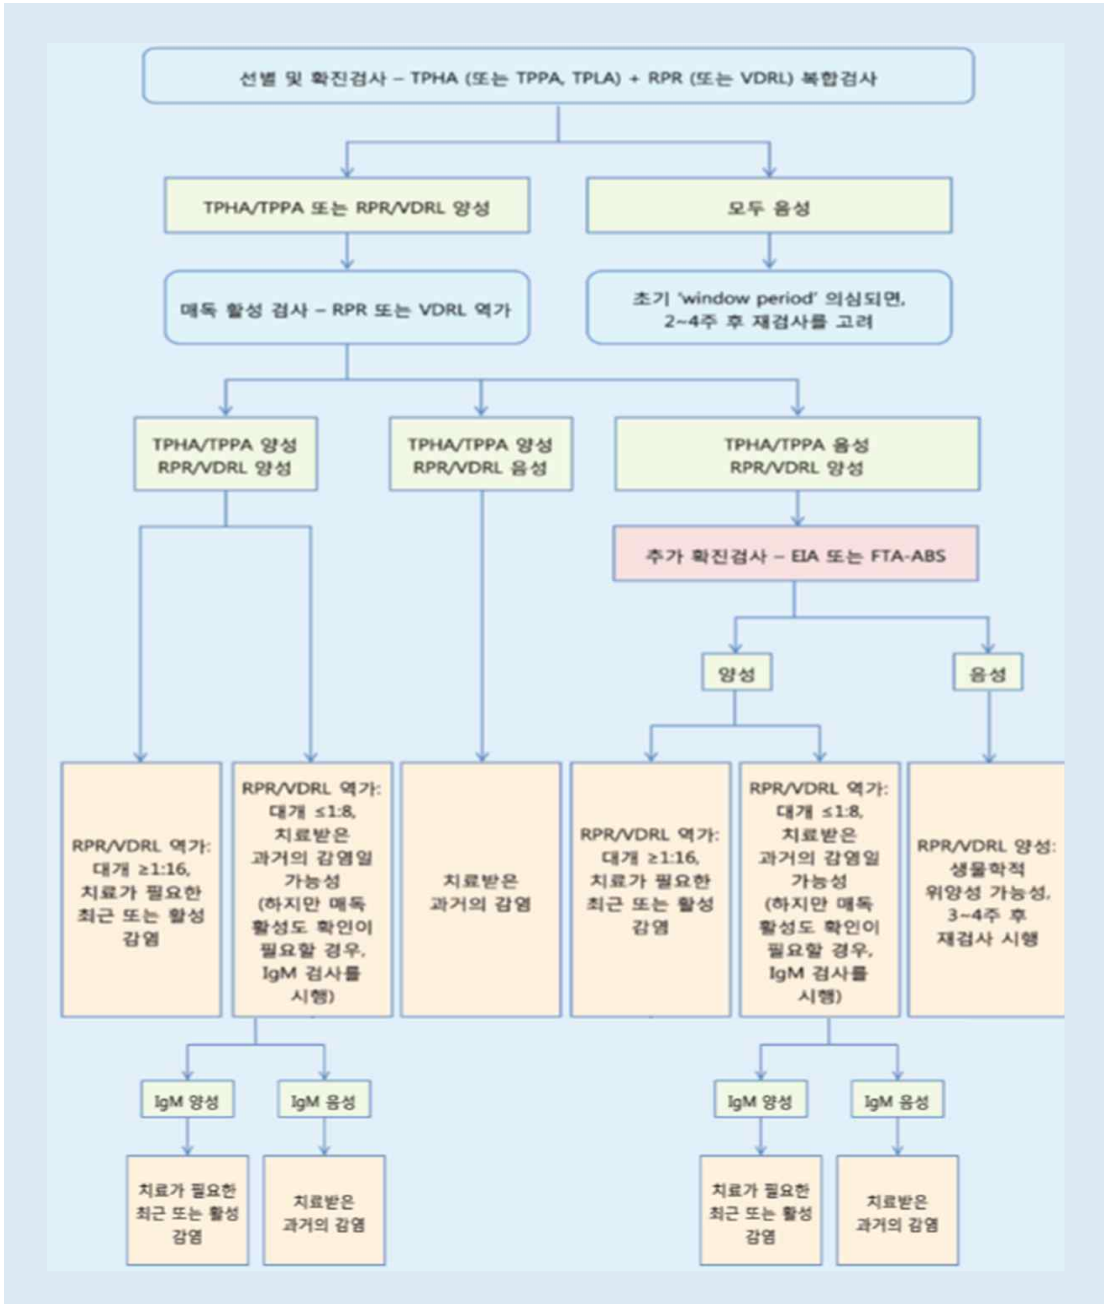 선별 및 확진검사 – TPHA (또는 TPPA, TPLA) + RPR (또는 VDRL) 복합검사
TPHA/TPPA 또는 RPR/VDRL 양성
모두 음성
매독 활성 검사 – RPR 또는 VDRL 역가
초기 'window period' 의심되면,
2~4주 후 재검사를 고려
TPHA/TPPA 양성
RPR/VDRL 양성
TPHA/TPPA 양성
RPR/VDRL 음성
TPHA/TPPA 음성
RPR/VDRL 양성
추가 확진검사 – EIA 또는 FTA-ABS
양성
음성
RPR/VDRL 역가:
대개 ≥1:16,
치료가 필요한
최근 또는 활성
감염
RPR/VDRL 역가:
대개 ≤1:8,
치료받은
과거의 감염일
가능성
(하지만 매독
활성도 확인이
필요할 경우,
IgM 검사를
시행)
치료받은
과거의 감염
RPR/VDRL 역가:
대개 ≥1:16,
치료가 필요한
최근 또는 활성
감염
RPR/VDRL 역가:
대개 ≤1:8,
치료받은
과거의 감염일
가능성
(하지만 매독
활성도 확인이
필요할 경우,
IgM 검사를
시행)
RPR/VDRL 양성:
생물학적
위양성 가능성,
3~4주 후
재검사 시행
IgM 양성
IgM 음성
IgM 양성
IgM 음성
치료가 필요한
최근 또는 활성
감염
치료받은
과거의 감염
치료가 필요한
최근 또는 활성
감염
치료받은
과거의 감염